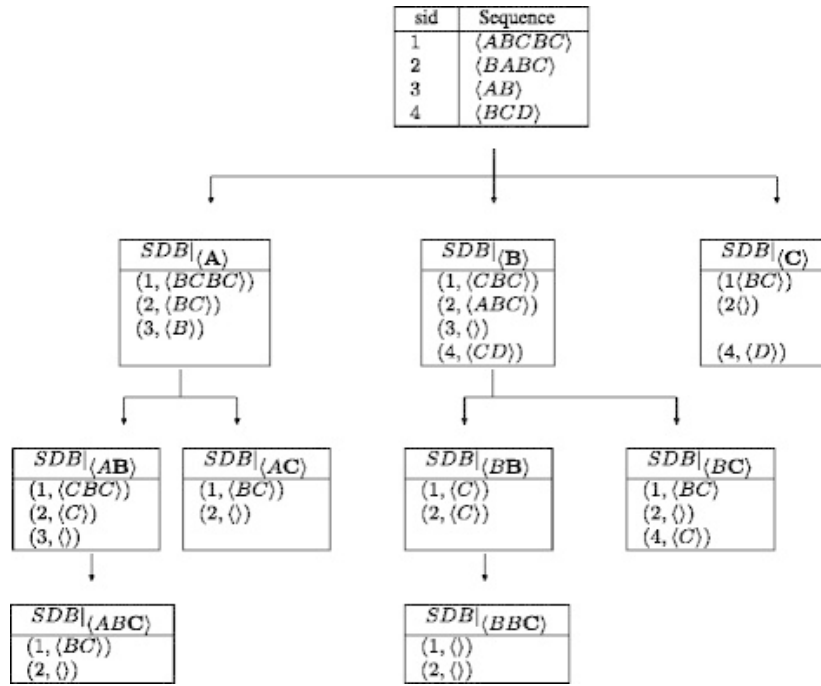 sid Sequence
1 ⟨ABCBC⟩
2 ⟨BABC⟩
3 ⟨AB⟩
4 ⟨BCD⟩
SDB|⟨A⟩
(1, ⟨BCBC⟩)
(2, ⟨BC⟩)
(3, ⟨B⟩)
SDB|⟨B⟩
(1, ⟨CBC⟩)
(2, ⟨ABC⟩)
(3, ⟨⟩)
(4, ⟨CD⟩)
SDB|⟨C⟩
(1⟨BC⟩)
(2⟨⟩)
(4, ⟨D⟩)
SDB|⟨AB⟩
(1, ⟨CBC⟩)
(2, ⟨C⟩)
(3, ⟨⟩)
SDB|⟨AC⟩
(1, ⟨BC⟩)
(2, ⟨⟩)
SDB|⟨BB⟩
(1, ⟨C⟩)
(2, ⟨C⟩)
SDB|⟨BC⟩
(1, ⟨BC⟩
(2, ⟨⟩)
(4, ⟨C⟩)
SDB|⟨ABC⟩
(1, ⟨BC⟩)
(2, ⟨⟩)
SDB|⟨BBC⟩
(1, ⟨⟩)
(2, ⟨⟩)